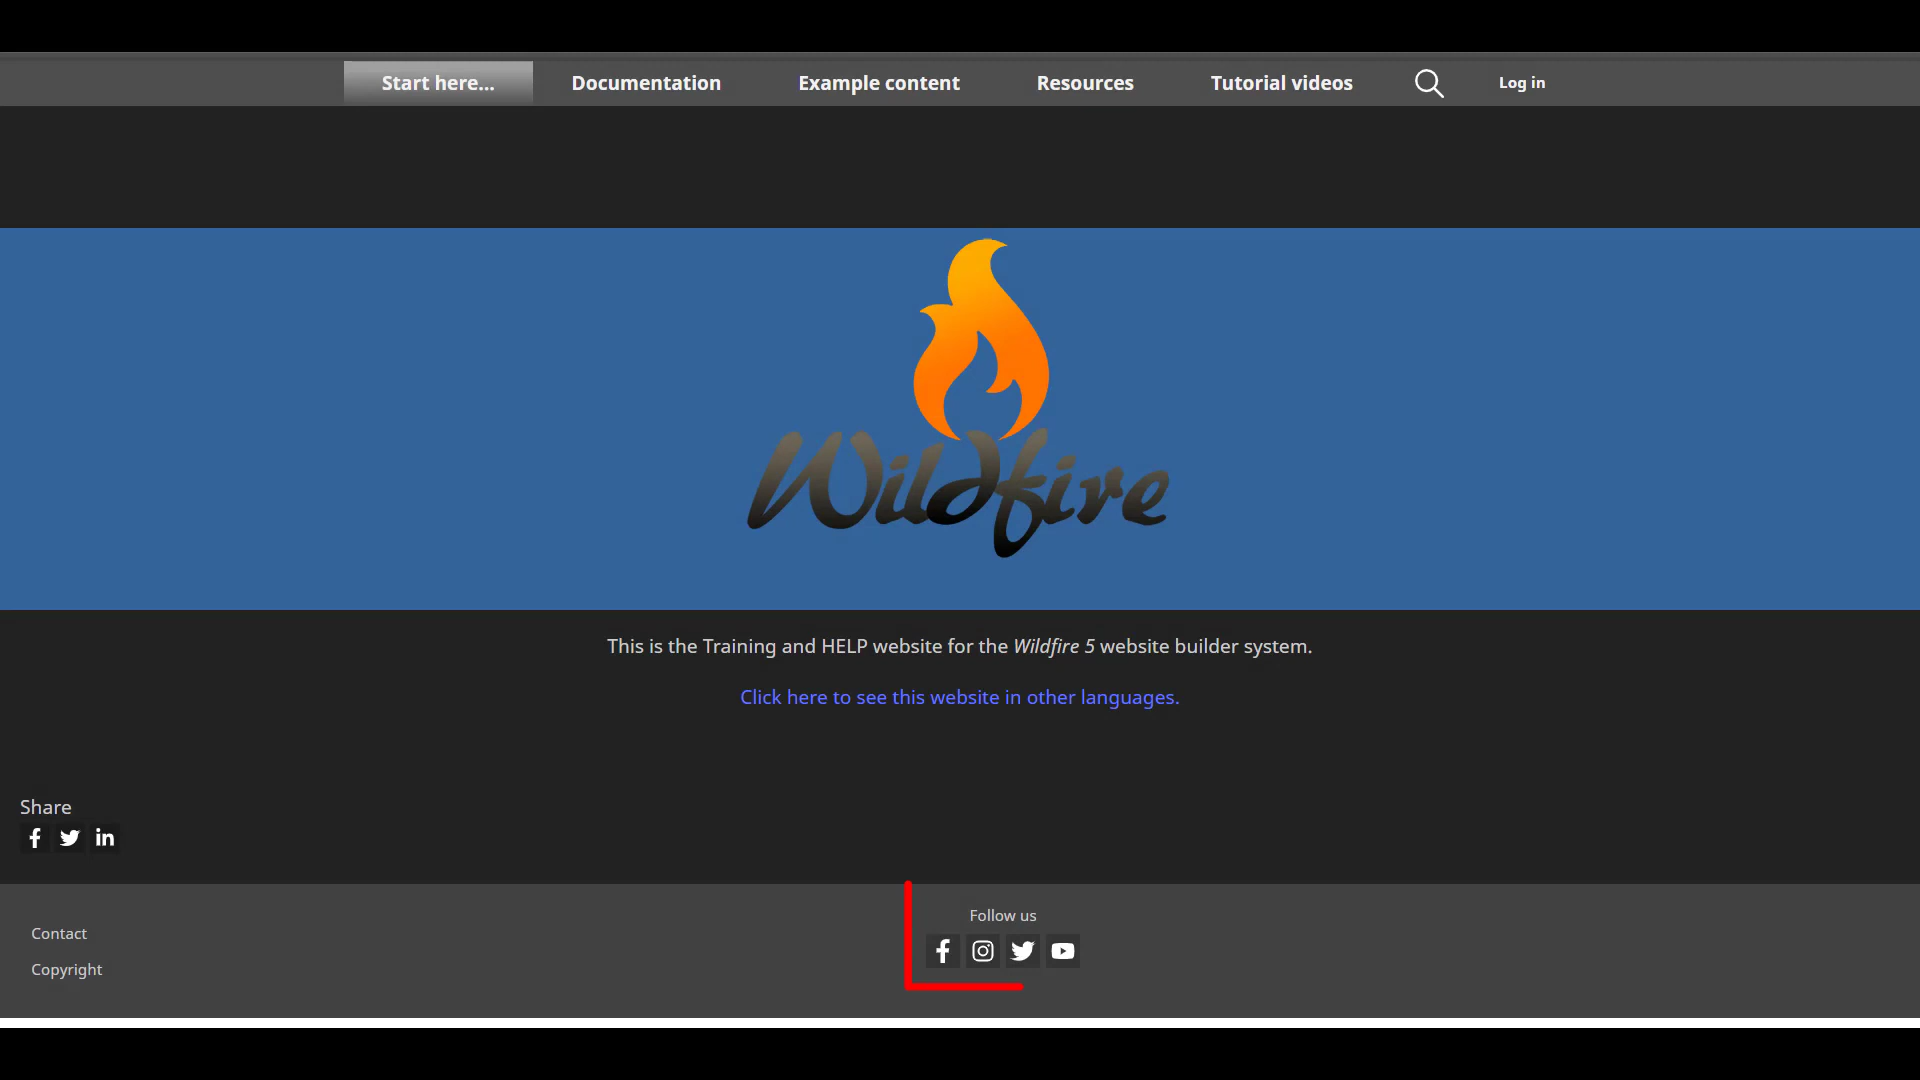 Start here... Documentation Example content Resources Tutorial videos Log in
Wildfire
This is the Training and HELP website for the Wildfire 5 website builder system.
Click here to see this website in other languages.
Share
Follow us
Contact
Copyright